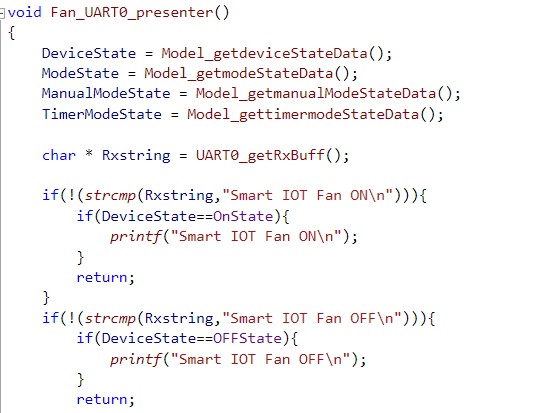 void Fan_UART0_presenter()
{
    DeviceState = Model_getdeviceStateData();
    ModeState = Model_getmodeStateData();
    ManualModeState = Model_getmanualModeStateData();
    TimerModeState = Model_gettimermodeStateData();

    char * Rxstring = UART0_getRxBuff();

    if(!(strcmp(Rxstring,"Smart IOT Fan ON\n"))){
        if(DeviceState==OnState){
            printf("Smart IOT Fan ON\n");
        }
        return;
    }
    if(!(strcmp(Rxstring,"Smart IOT Fan OFF\n"))){
        if(DeviceState==OFFState){
            printf("Smart IOT Fan OFF\n");
        }
        return;